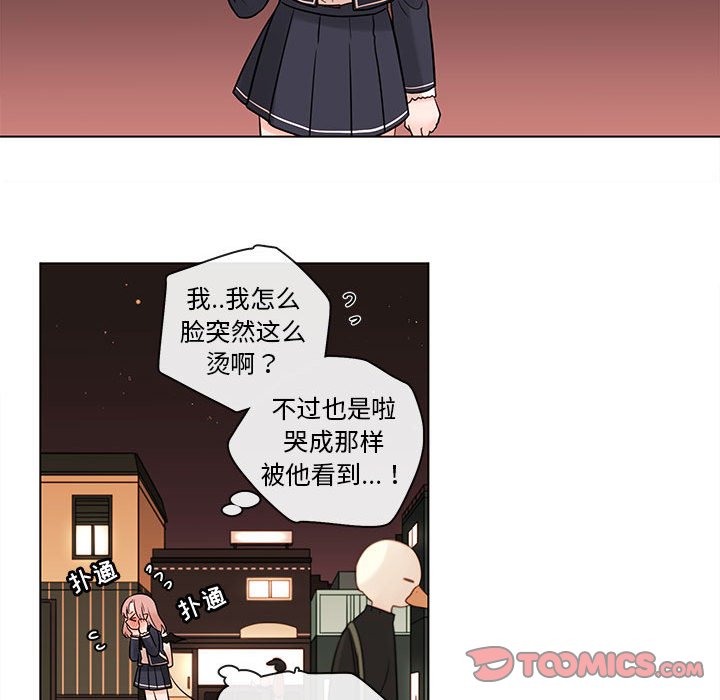 我..我怎么
脸突然这么
烫啊？
不过也是啦
哭成那样
被他看到...！
扑通
扑通
TOOMICS.COM